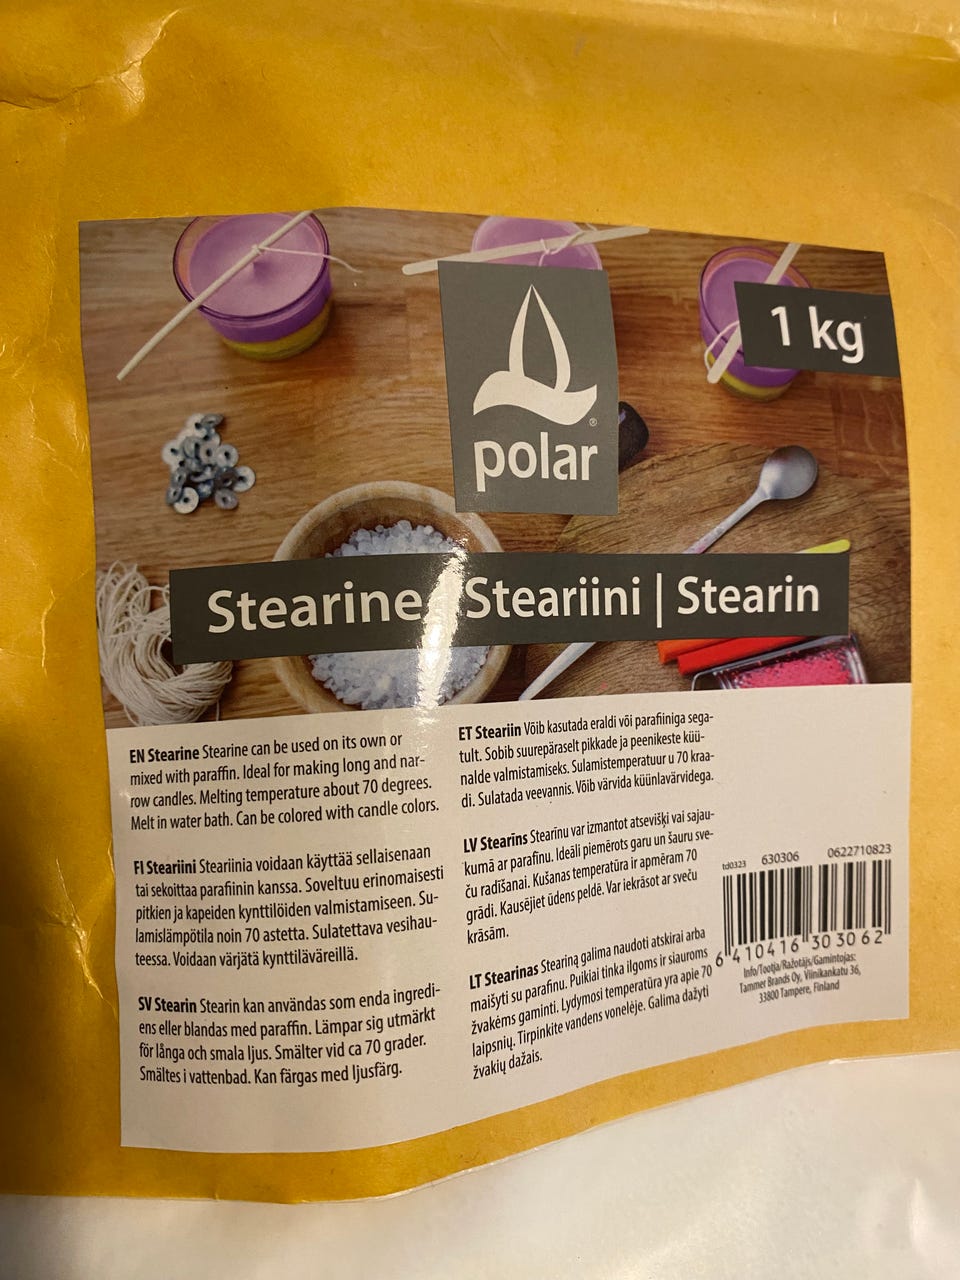 1 kg
®
polar
Stearine | Steariini | Stearin
EN Stearine Stearine can be used on its own or
mixed with paraffin. Ideal for making long and nar-
row candles. Melting temperature about 70 degrees.
Melt in water bath. Can be colored with candle colors.
FI Steariini Steariinia voidaan käyttää sellaisenaan
tai sekoittaa parafiinin kanssa. Soveltuu erinomaisesti
pitkien ja kapeiden kynttilöiden valmistamiseen. Su-
lamislämpötila noin 70 astetta. Sulatettava vesihau-
teessa. Voidaan värjätä kynttiläväreillä.
SV Stearin Stearin kan användas som enda ingredi-
ens eller blandas med paraffin. Lämpar sig utmärkt
för långa och smala ljus. Smälter vid ca 70 grader.
Smältes i vattenbad. Kan färgas med ljusfärg.
ET Steariin Võib kasutada eraldi või parafiiniga sega-
tult. Sobib suurepäraselt pikkade ja peenikeste küü-
nalde valmistamiseks. Sulamistemperatuur u 70 kraa-
di. Sulatada veevannis. Võib värvida küünlavärvidega.
LV Stearīns Stearīnu var izmantot atsevišķi vai sajau-
kumā ar parafīnu. Ideāli piemērots garu un šauru sve-
ču radīšanai. Kušanas temperatūra ir apmēram 70
grādi. Kausējiet ūdens peldē. Var iekrāsot ar sveču
krāsām.
LT Stearinas Steariną galima naudoti atskirai arba
maišyti su parafinu. Puikiai tinka ilgoms ir siauroms
žvakėms gaminti. Lydymosi temperatūra yra apie 70
laipsnių. Tirpinkite vandens vonelėje. Galima dažyti
žvakių dažais.
td0323 630306 0622710823
6 410416 303062
Info/Tootja/Ražotājs/Gamintojas:
Tammer Brands Oy, Viinikankatu 36,
33800 Tampere, Finland